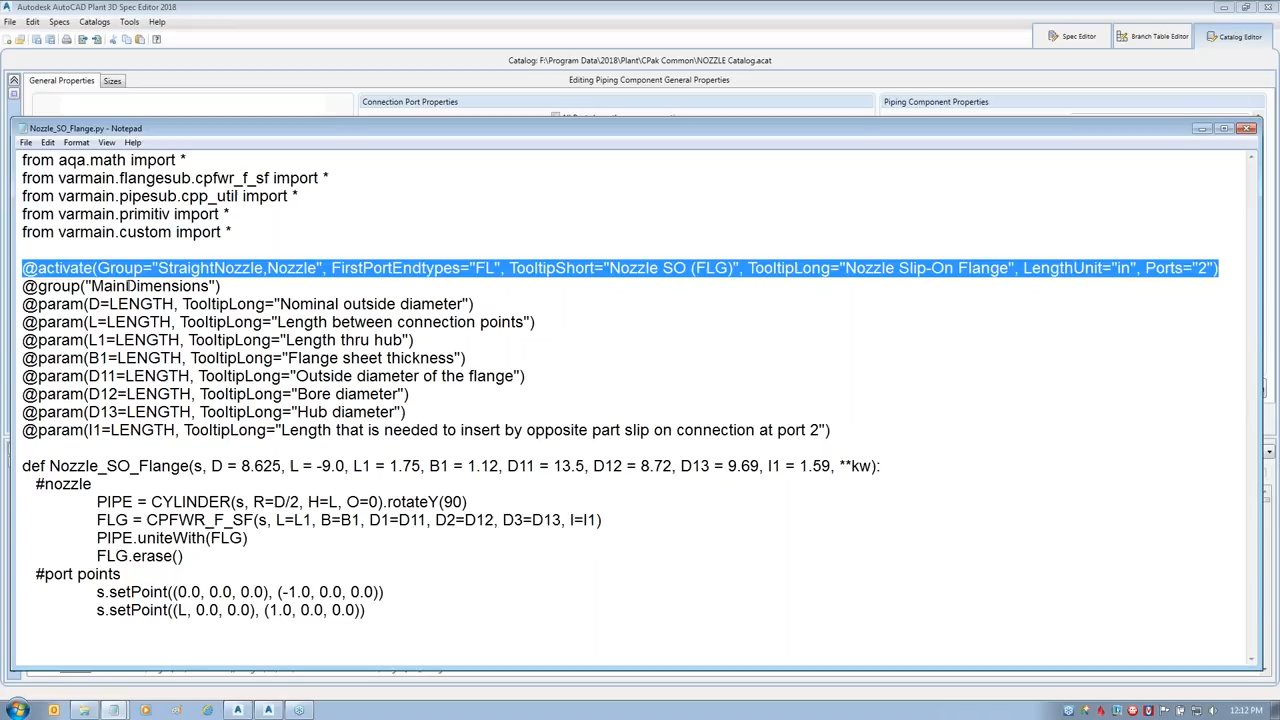 Autodesk AutoCAD Plant 3D Spec Editor 2018
File Edit Specs Catalogs Tools Help
Spec Editor Branch Table Editor Catalog Editor
Catalog: F:\Program Data\2018\Plant\CPak Common\NOZZLE Catalog.acat
General Properties Sizes Editing Piping Component General Properties
Connection Port Properties Piping Component Properties
Nozzle_SO_Flange.py - Notepad
File Edit Format View Help
from aqa.math import *
from varmain.flangesub.cpfwr_f_sf import *
from varmain.pipesub.cpp_util import *
from varmain.primitiv import *
from varmain.custom import *
@activate(Group="StraightNozzle,Nozzle", FirstPortEndtypes="FL", TooltipShort="Nozzle SO (FLG)", TooltipLong="Nozzle Slip-On Flange", LengthUnit="in", Ports="2")
@group("MainDimensions")
@param(D=LENGTH, TooltipLong="Nominal outside diameter")
@param(L=LENGTH, TooltipLong="Length between connection points")
@param(L1=LENGTH, TooltipLong="Length thru hub")
@param(B1=LENGTH, TooltipLong="Flange sheet thickness")
@param(D11=LENGTH, TooltipLong="Outside diameter of the flange")
@param(D12=LENGTH, TooltipLong="Bore diameter")
@param(D13=LENGTH, TooltipLong="Hub diameter")
@param(I1=LENGTH, TooltipLong="Length that is needed to insert by opposite part slip on connection at port 2")
def Nozzle_SO_Flange(s, D = 8.625, L = -9.0, L1 = 1.75, B1 = 1.12, D11 = 13.5, D12 = 8.72, D13 = 9.69, I1 = 1.59, **kw):
#nozzle
PIPE = CYLINDER(s, R=D/2, H=L, O=0).rotateY(90)
FLG = CPFWR_F_SF(s, L=L1, B=B1, D1=D11, D2=D12, D3=D13, I=I1)
PIPE.uniteWith(FLG)
FLG.erase()
#port points
s.setPoint((0.0, 0.0, 0.0), (-1.0, 0.0, 0.0))
s.setPoint((L, 0.0, 0.0), (1.0, 0.0, 0.0))
12:12 PM